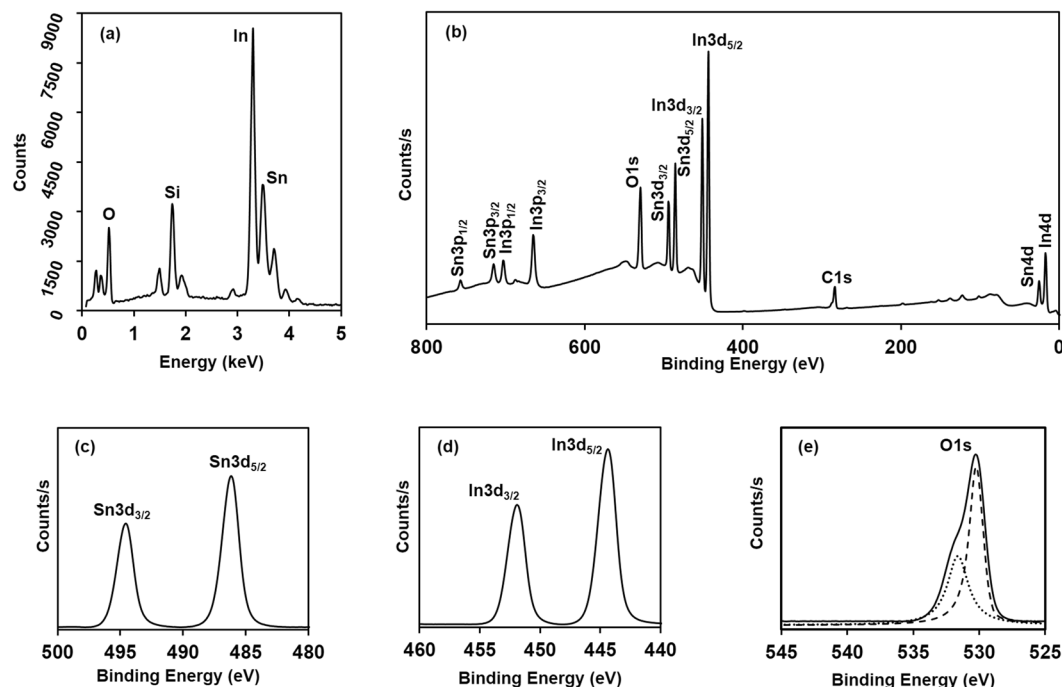 (a)
In
Sn
Si
O
Counts
9000
7500
6000
4500
3000
1500
0
0 1 2 3 4 5
Energy (keV)
(b)
In3d5/2
In3d3/2
Sn3d5/2
Sn3d3/2
O1s
In3p3/2
In3p1/2
Sn3p3/2
Sn3p1/2
C1s
Sn4d
In4d
Counts/s
800 600 400 200 0
Binding Energy (eV)
(c)
Sn3d5/2
Sn3d3/2
Counts/s
500 495 490 485 480
Binding Energy (eV)
(d)
In3d5/2
In3d3/2
Counts/s
460 455 450 445 440
Binding Energy (eV)
(e)
O1s
Counts/s
545 540 535 530 525
Binding Energy (eV)